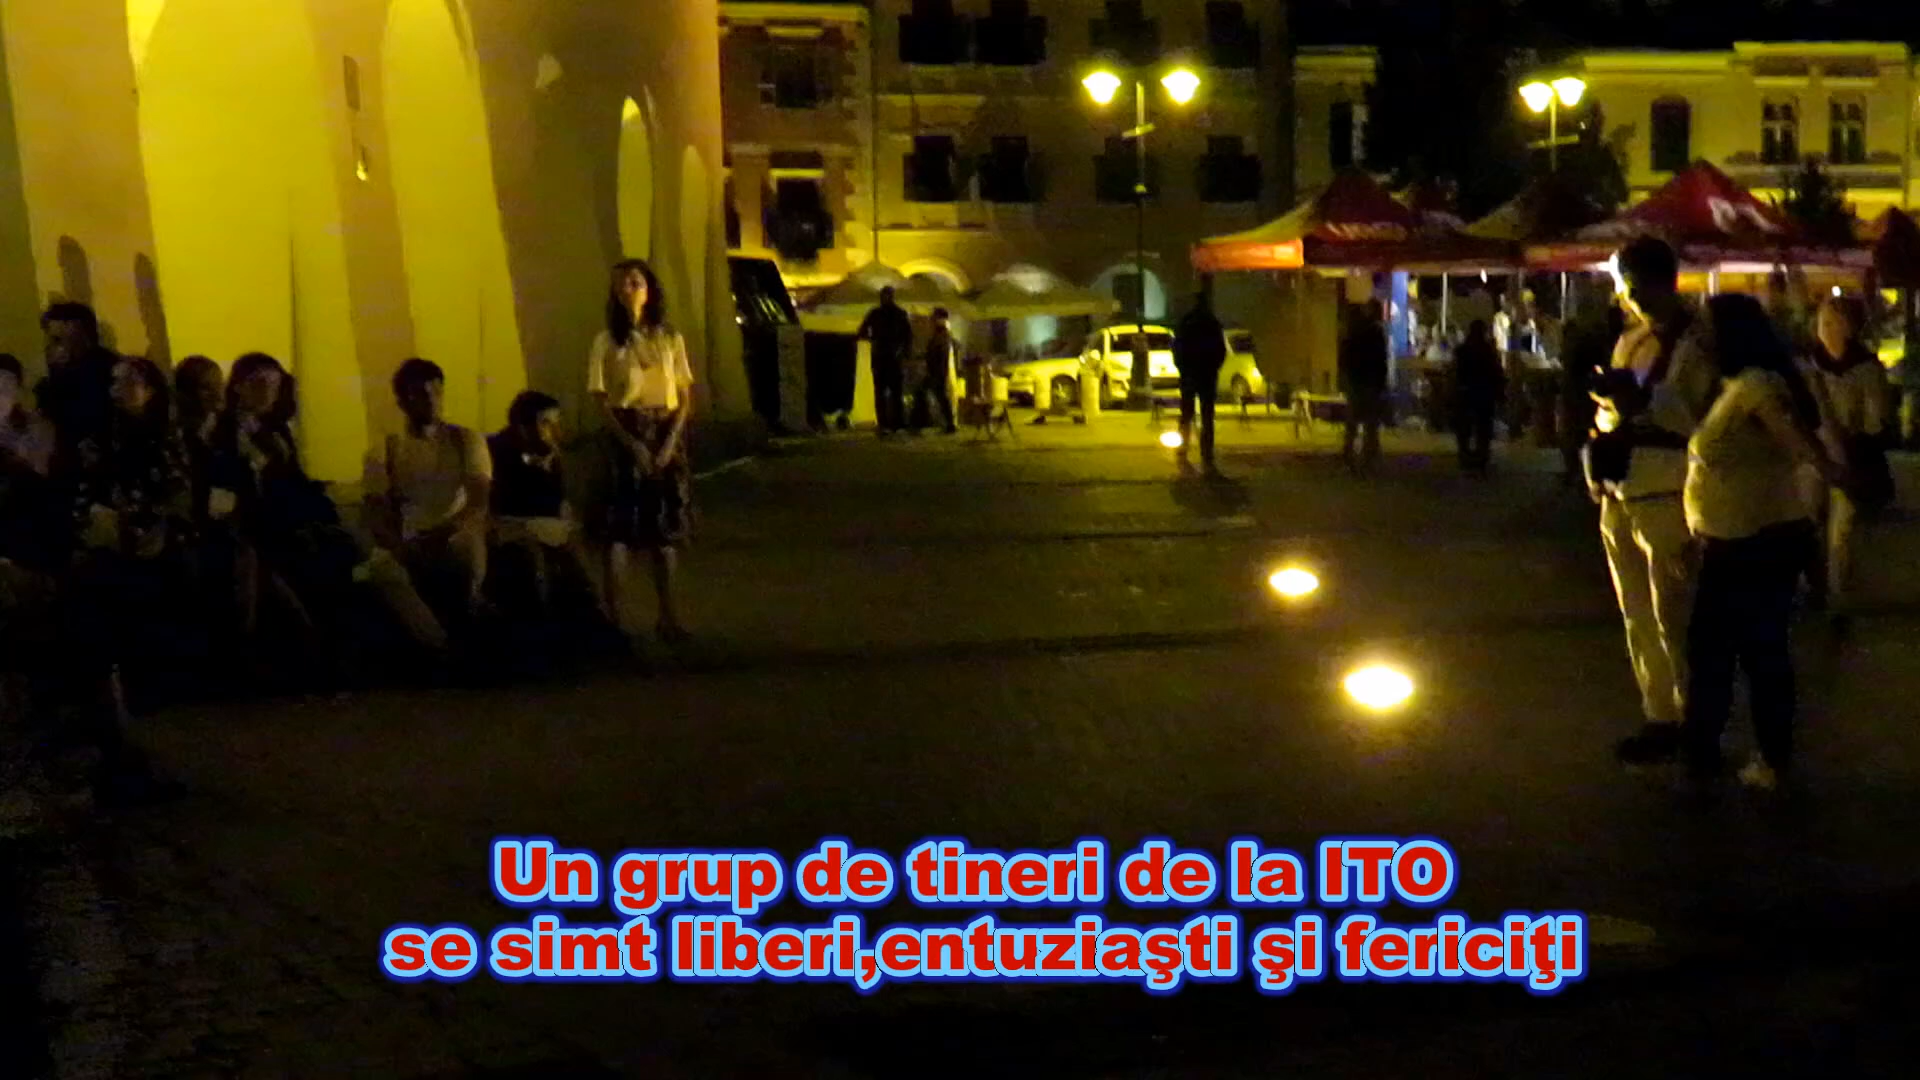 Un grup de tineri de la ITO
se simt liberi,entuziaşti şi fericiţi